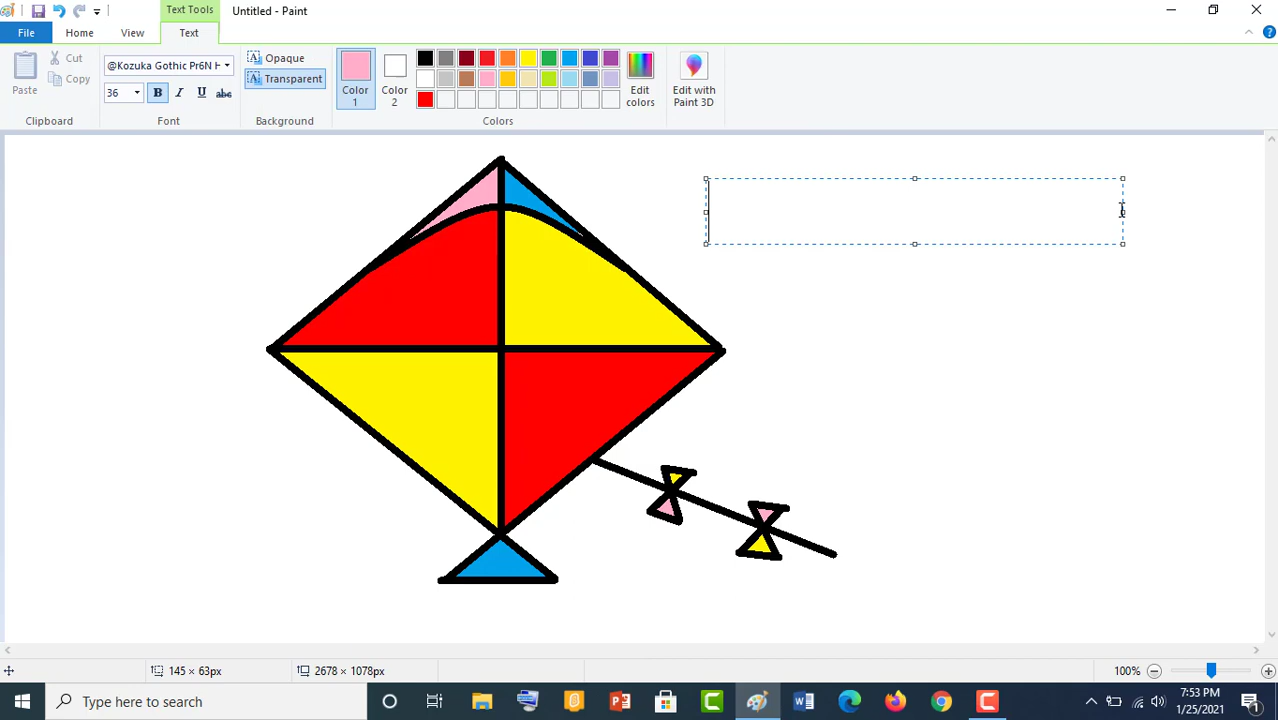 Text Tools
Untitled - Paint
File
Home
View
Text
Paste
Cut
Copy
Clipboard
@Kozuka Gothic Pr6N H
36
B
I
U
abc
Font
Opaque
Transparent
Background
Color 1
Color 2
Edit colors
Colors
Edit with Paint 3D
145 × 63px
2678 × 1078px
100%
Type here to search
7:53 PM
1/25/2021
1